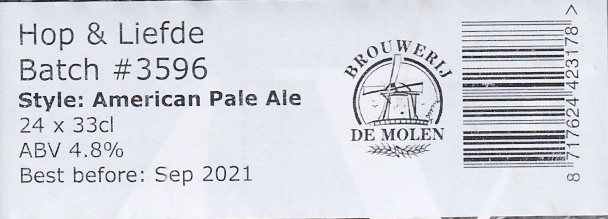 Hop & Liefde
Batch #3596
Style: American Pale Ale
24 x 33cl
ABV 4.8%
Best before: Sep 2021
BROUWERIJ
DE MOLEN
8 717624 423178 >